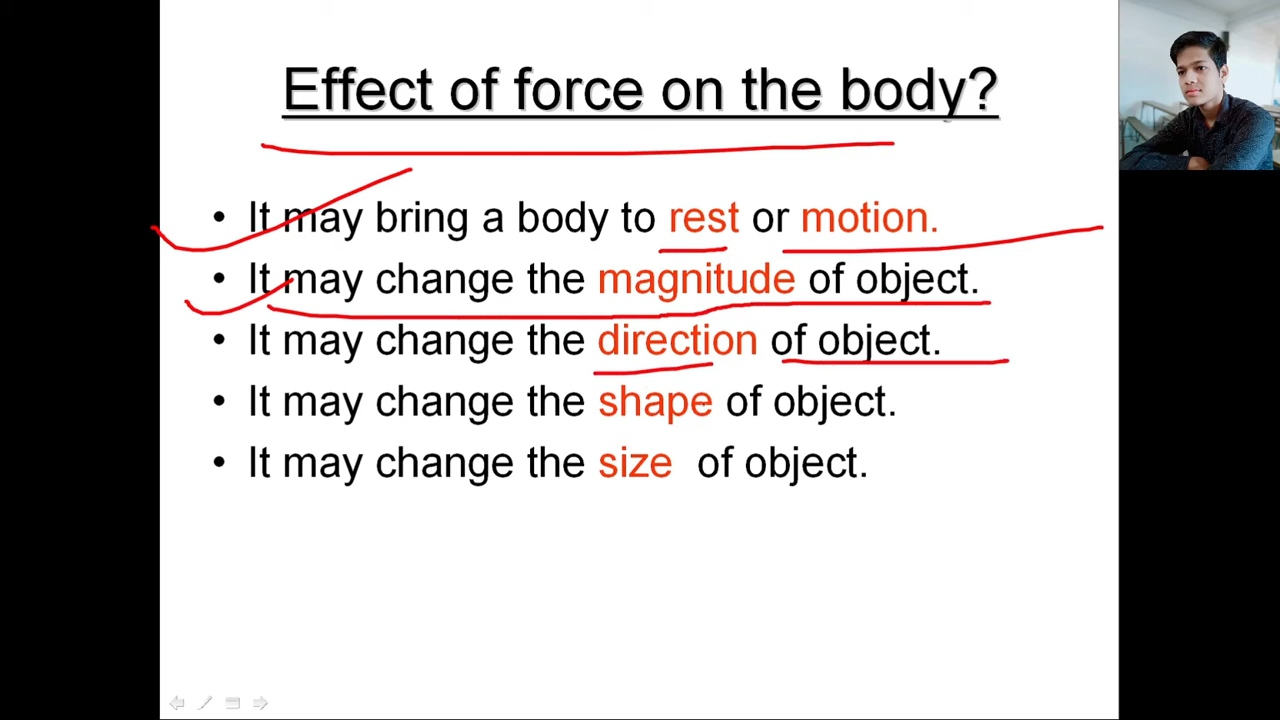 Effect of force on the body?
• It may bring a body to rest or motion.
• It may change the magnitude of object.
• It may change the direction of object.
• It may change the shape of object.
• It may change the size of object.